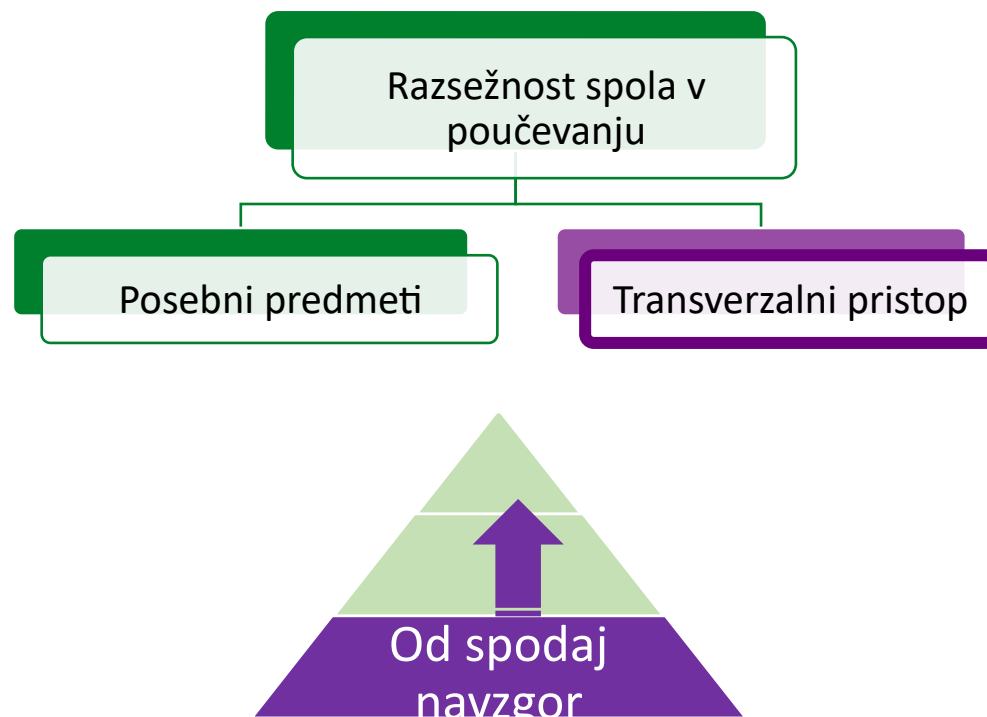 Razsežnost spola v
poučevanju
Posebni predmeti
Transverzalni pristop
Od spodaj
navzgor